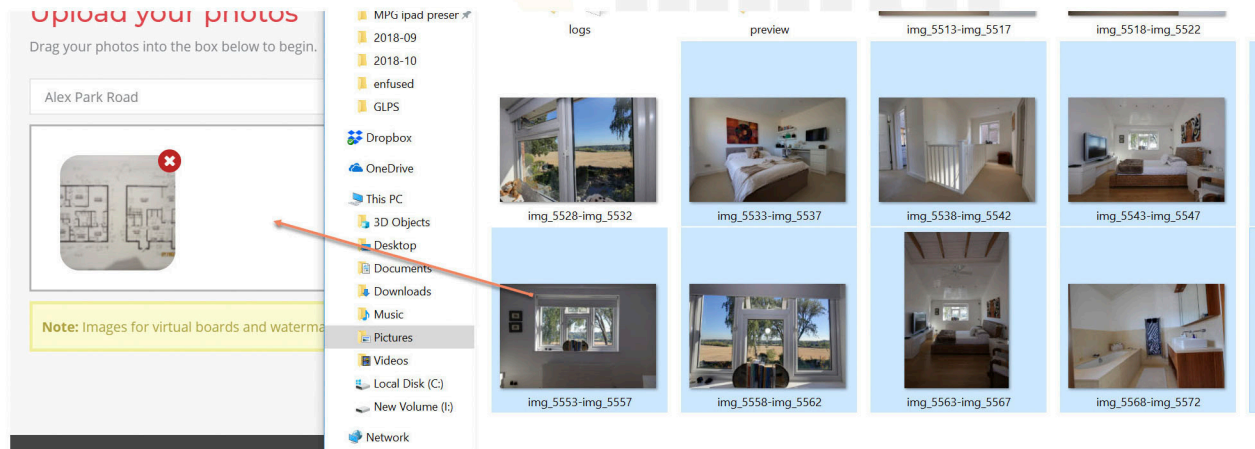 Upload your photos
Drag your photos into the box below to begin.
Alex Park Road
Note: Images for virtual boards and waterma
MPG ipad preser
2018-09
2018-10
enfused
GLPS
Dropbox
OneDrive
This PC
3D Objects
Desktop
Documents
Downloads
Music
Pictures
Videos
Local Disk (C:)
New Volume (I:)
Network
logs
preview
img_5513-img_5517
img_5518-img_5522
img_5528-img_5532
img_5533-img_5537
img_5538-img_5542
img_5543-img_5547
img_5553-img_5557
img_5558-img_5562
img_5563-img_5567
img_5568-img_5572